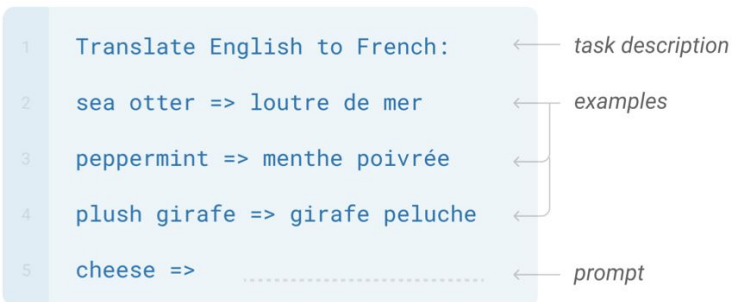 1 Translate English to French: task description
2 sea otter => loutre de mer examples
3 peppermint => menthe poivrée
4 plush girafe => girafe peluche
5 cheese => prompt